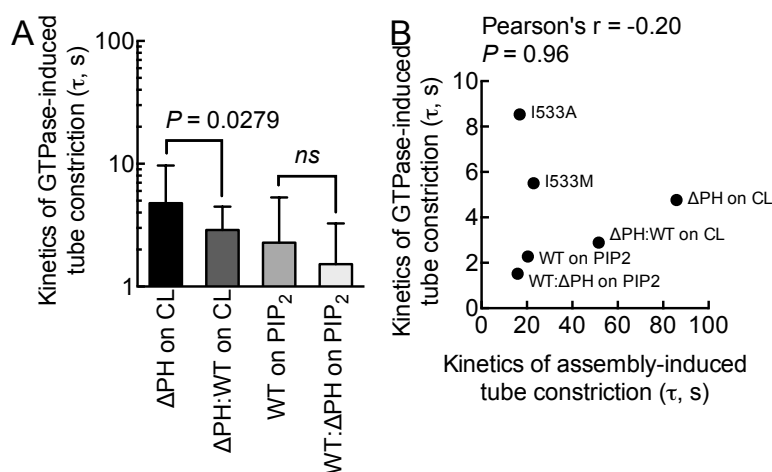 A
Kinetics of GTPase-induced
tube constriction (τ, s)
100
10
1
P = 0.0279
ns
ΔPH on CL
ΔPH:WT on CL
WT on PIP₂
WT:ΔPH on PIP₂
B
Pearson's r = -0.20
P = 0.96
Kinetics of GTPase-induced
tube constriction (τ, s)
10
8
6
4
2
0
I533A
I533M
ΔPH on CL
ΔPH:WT on CL
WT on PIP2
WT:ΔPH on PIP2
0 20 40 60 80 100
Kinetics of assembly-induced
tube constriction (τ, s)